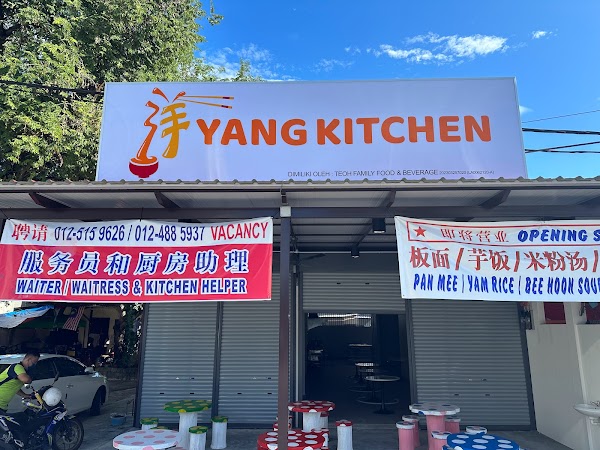 洋 YANG KITCHEN
DIMILIKI OLEH : TEOH FAMILY FOOD & BEVERAGE
聘请 012-515 9626 / 012-488 5937 VACANCY
服务员和厨房助理
WAITER / WAITRESS & KITCHEN HELPER
即将营业 OPENING S
板面/芋饭/米粉汤/
PAN MEE / YAM RICE / BEE HOON SOUP